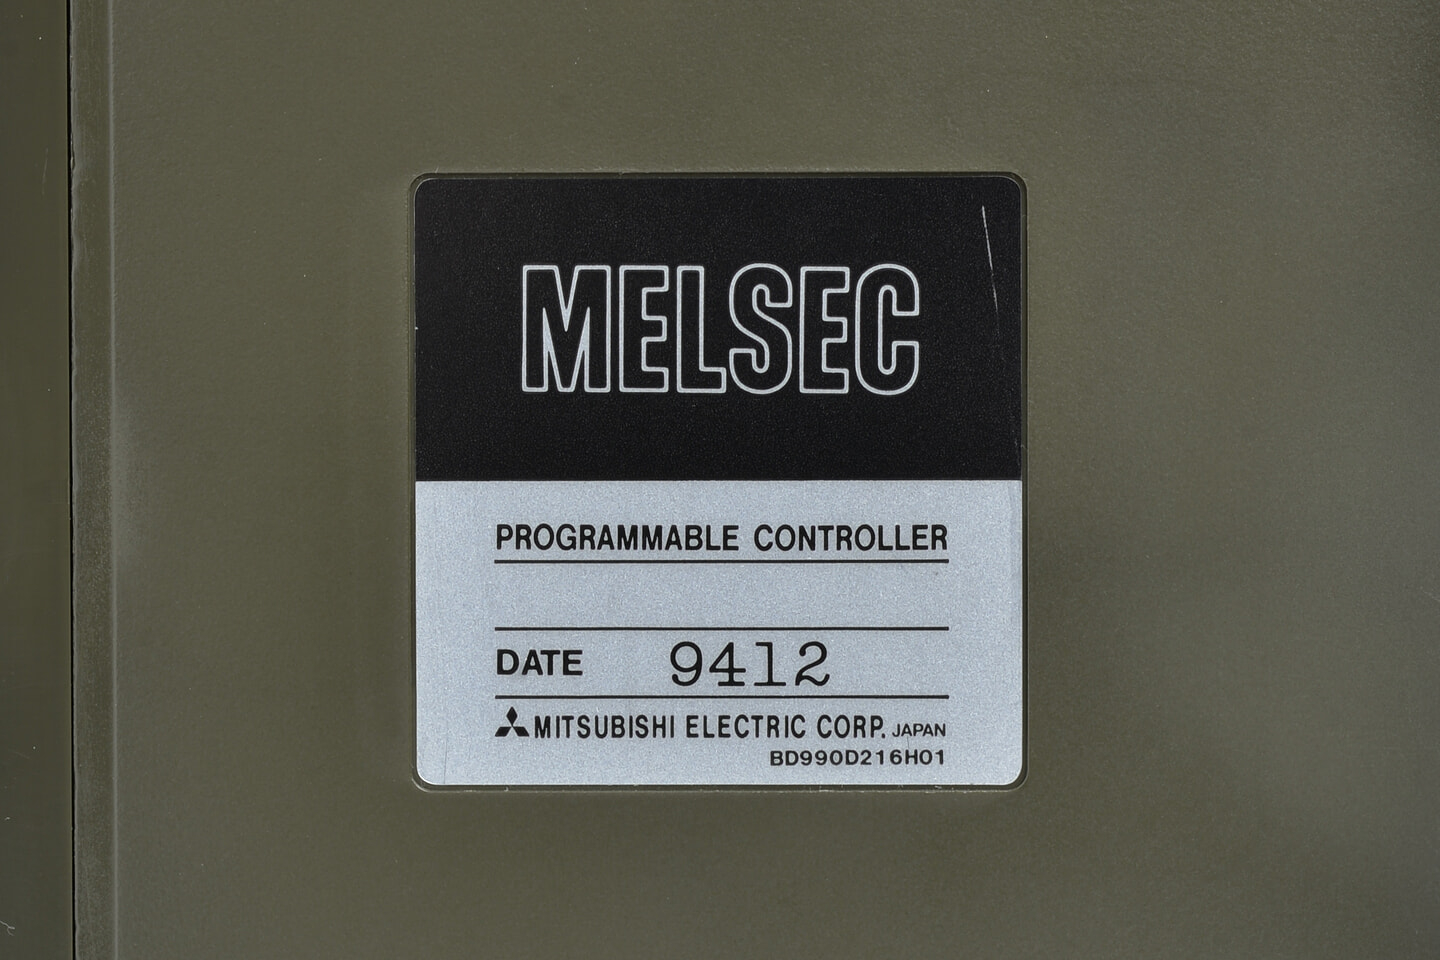 MELSEC
PROGRAMMABLE CONTROLLER
DATE 9412
MITSUBISHI ELECTRIC CORP. JAPAN
BD990D216H01